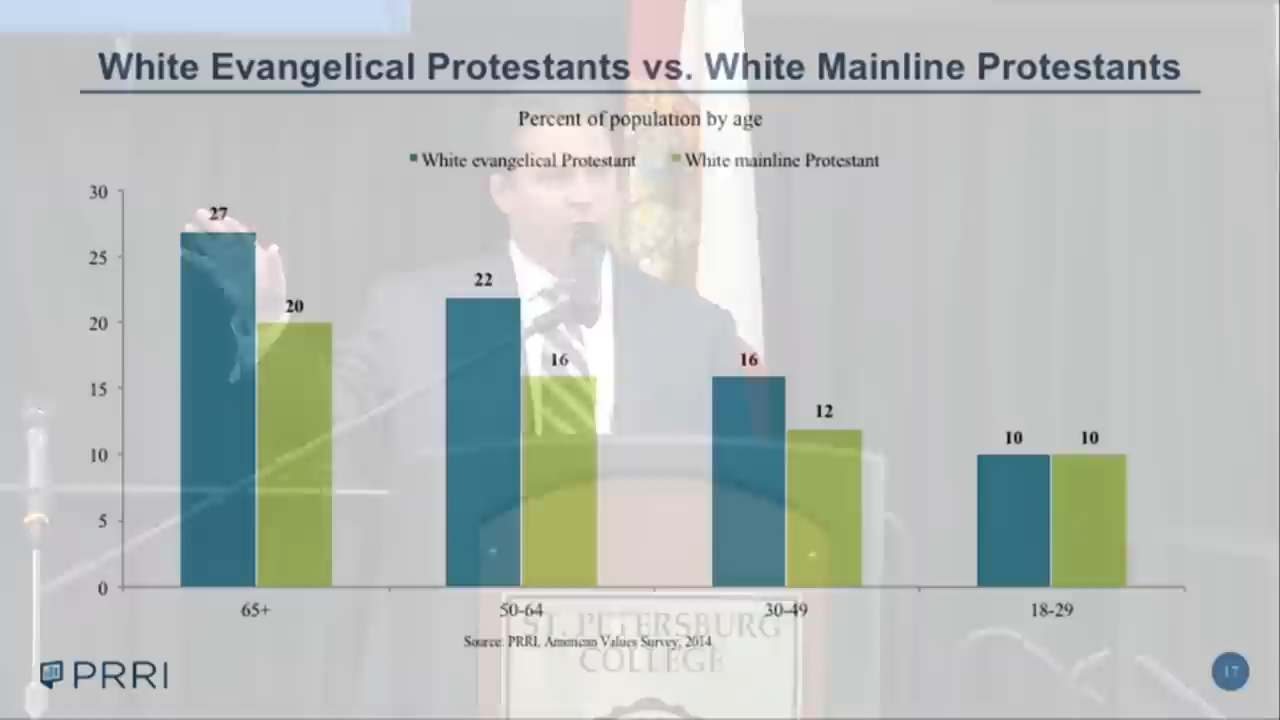 White Evangelical Protestants vs. White Mainline Protestants
Percent of population by age
White evangelical Protestant White mainline Protestant
30
25
20
15
10
5
0
27
20
22
16
16
12
10
10
65+ 50-64 30-49 18-29
Source: PRRI, American Values Survey, 2014
ST. PETERSBURG
COLLEGE
PRRI
17